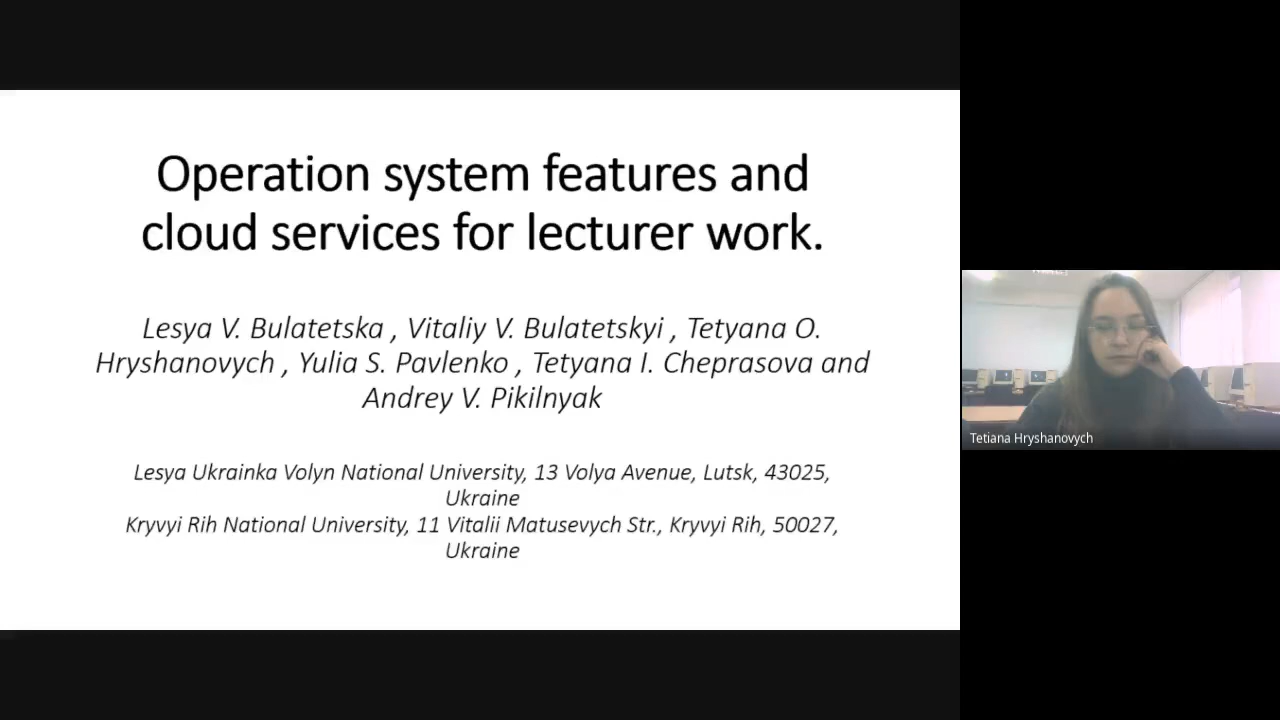 Operation system features and
cloud services for lecturer work.
Lesya V. Bulatetska , Vitaliy V. Bulatetskyi , Tetyana O.
Hryshanovych , Yulia S. Pavlenko , Tetyana I. Cheprasova and
Andrey V. Pikilnyak
Lesya Ukrainka Volyn National University, 13 Volya Avenue, Lutsk, 43025,
Ukraine
Kryvyi Rih National University, 11 Vitalii Matusevych Str., Kryvyi Rih, 50027,
Ukraine
Tetiana Hryshanovych